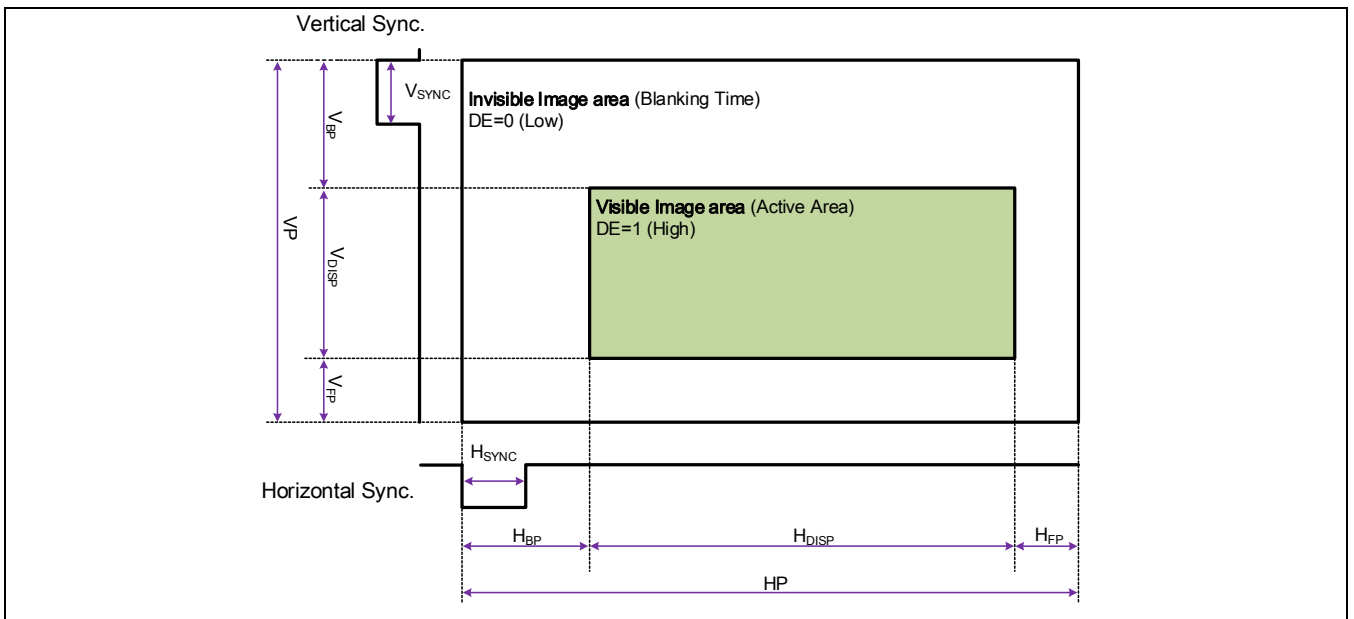 Vertical Sync.
VSYNC
Invisible Image area (Blanking Time)
DE=0 (Low)
VBP
Visible Image area (Active Area)
DE=1 (High)
VP
VDISP
VFP
HSYNC
Horizontal Sync.
HBP
HDISP
HFP
HP